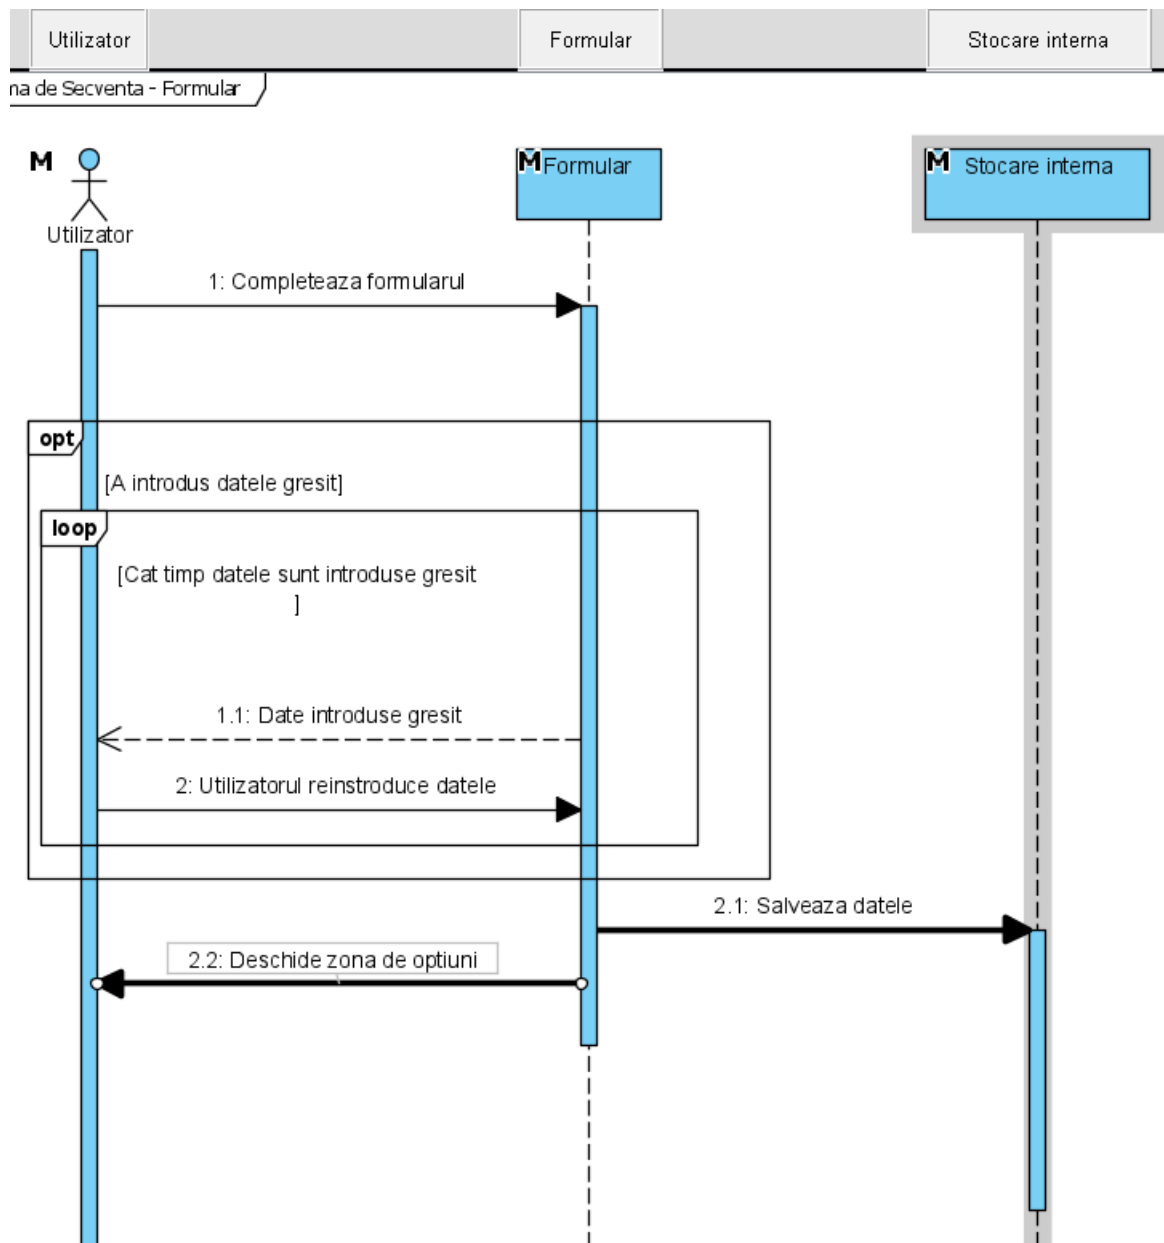 Utilizator Formular Stocare interna
ma de Secventa - Formular
M M Formular M Stocare interna
Utilizator
1: Completeaza formularul
opt
[A introdus datele gresit]
loop
[Cat timp datele sunt introduse gresit
]
1.1: Date introduse gresit
2: Utilizatorul reinstroduce datele
2.1: Salveaza datele
2.2: Deschide zona de optiuni